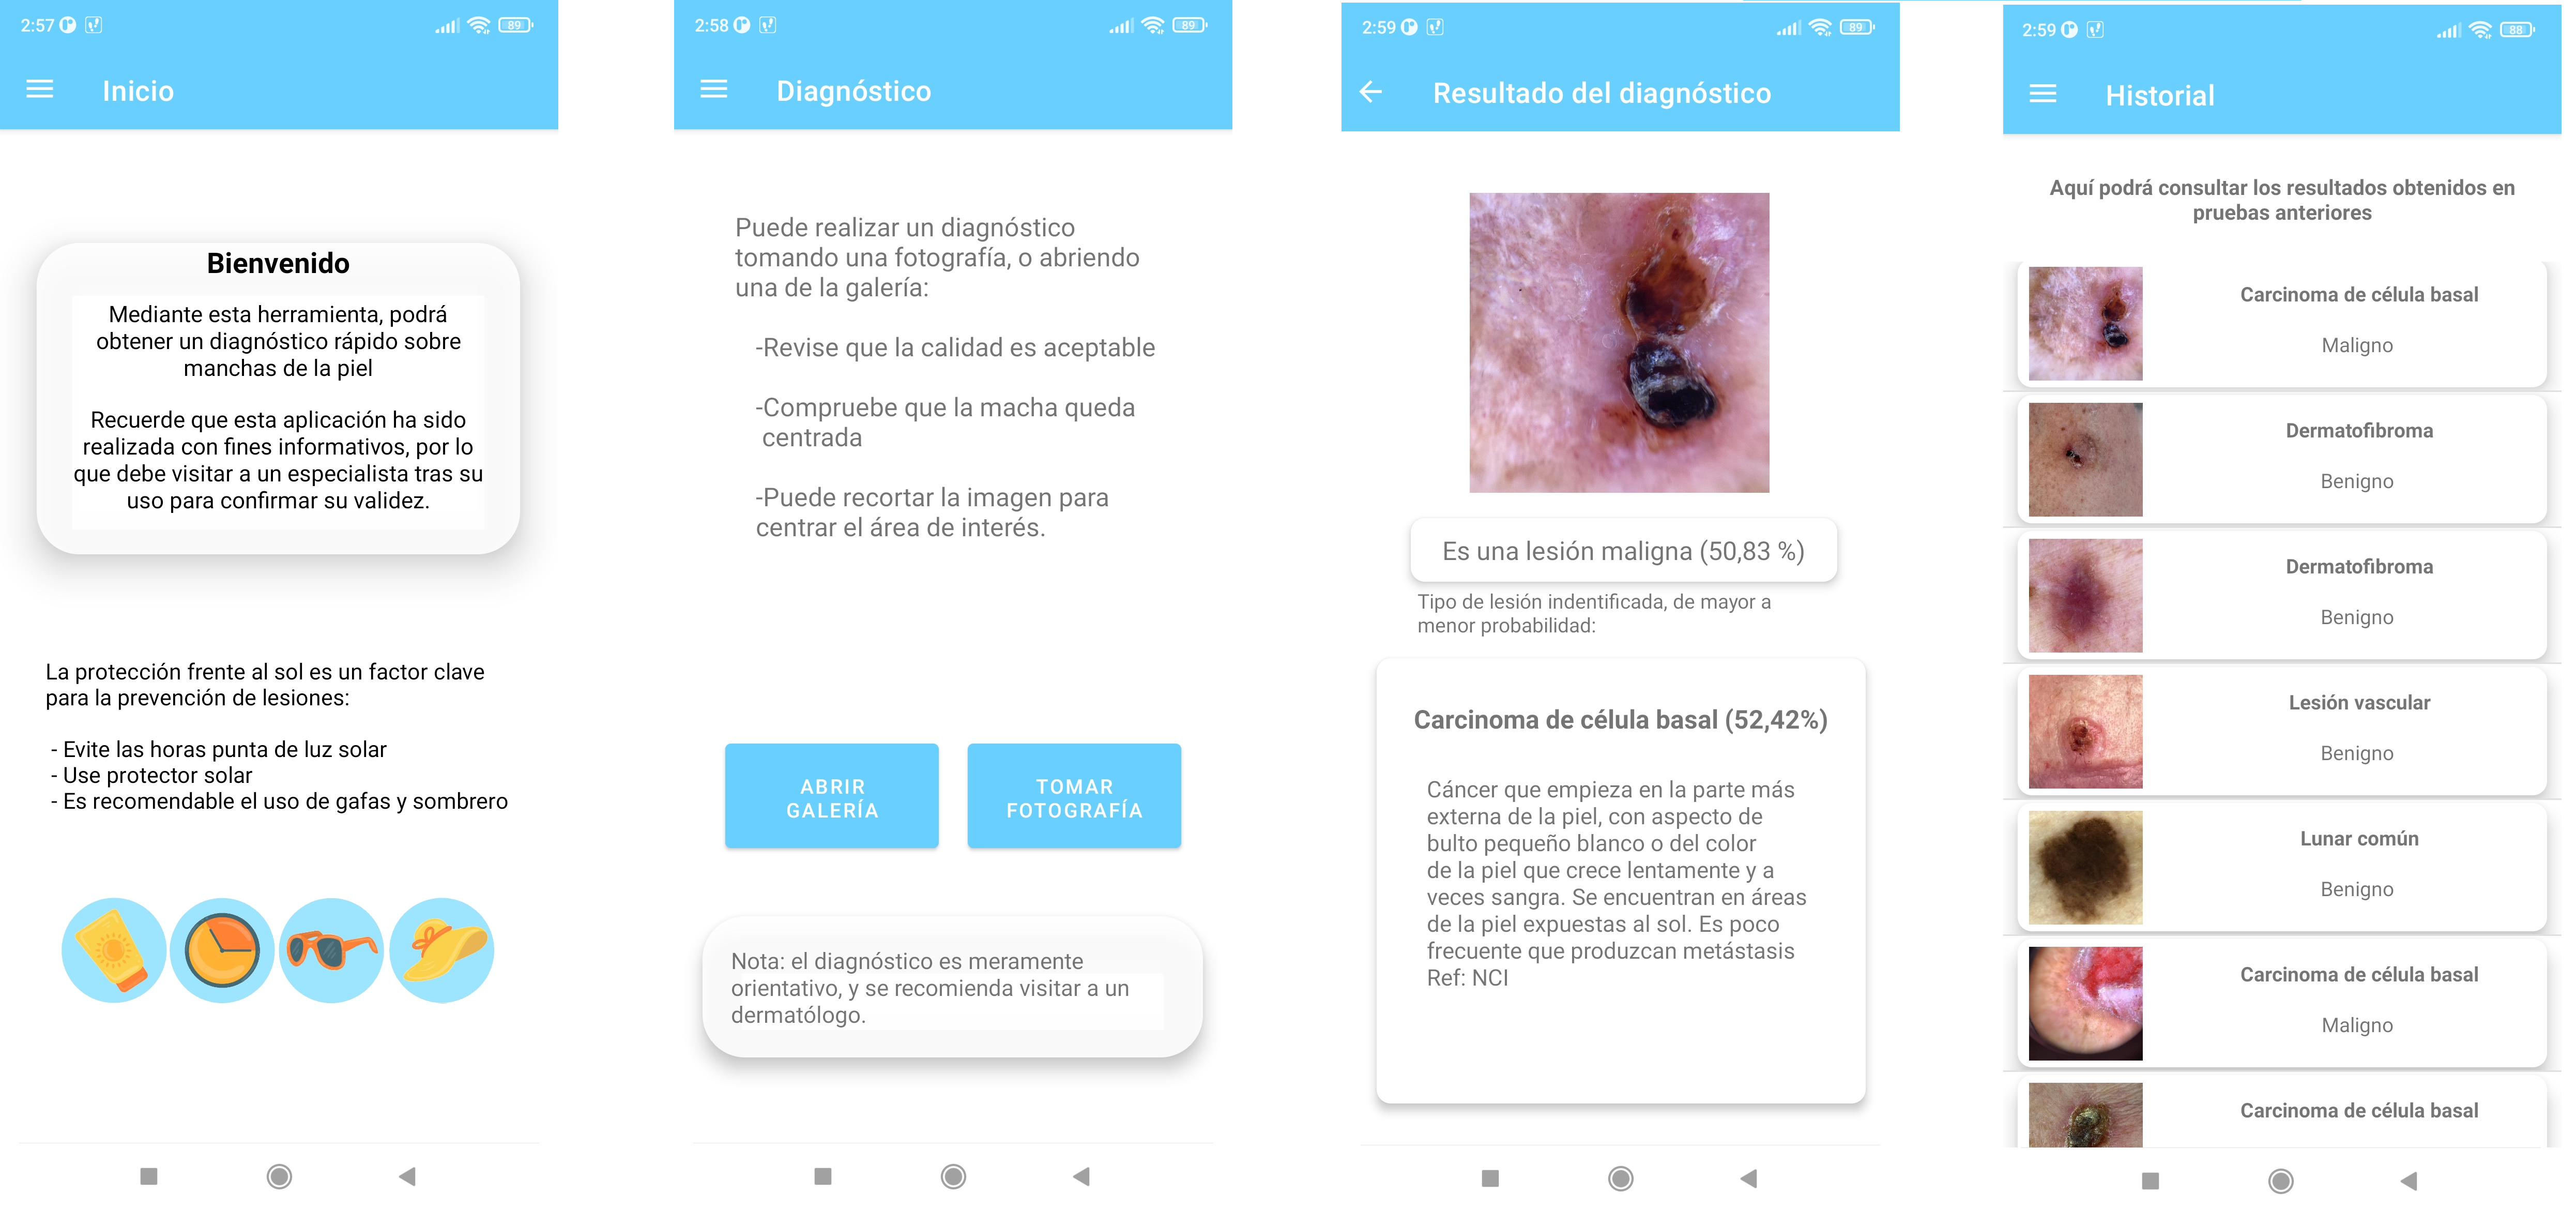 2:57
89
Inicio
Bienvenido
Mediante esta herramienta, podrá
obtener un diagnóstico rápido sobre
manchas de la piel
Recuerde que esta aplicación ha sido
realizada con fines informativos, por lo
que debe visitar a un especialista tras su
uso para confirmar su validez.
La protección frente al sol es un factor clave
para la prevención de lesiones:
- Evite las horas punta de luz solar
- Use protector solar
- Es recomendable el uso de gafas y sombrero
2:58
89
Diagnóstico
Puede realizar un diagnóstico
tomando una fotografía, o abriendo
una de la galería:
-Revise que la calidad es aceptable
-Compruebe que la macha queda
centrada
-Puede recortar la imagen para
centrar el área de interés.
ABRIR
GALERÍA
TOMAR
FOTOGRAFÍA
Nota: el diagnóstico es meramente
orientativo, y se recomienda visitar a un
dermatólogo.
2:59
89
Resultado del diagnóstico
Es una lesión maligna (50,83 %)
Tipo de lesión indentificada, de mayor a
menor probabilidad:
Carcinoma de célula basal (52,42%)
Cáncer que empieza en la parte más
externa de la piel, con aspecto de
bulto pequeño blanco o del color
de la piel que crece lentamente y a
veces sangra. Se encuentran en áreas
de la piel expuestas al sol. Es poco
frecuente que produzcan metástasis
Ref: NCI
2:59
88
Historial
Aquí podrá consultar los resultados obtenidos en
pruebas anteriores
Carcinoma de célula basal
Maligno
Dermatofibroma
Benigno
Dermatofibroma
Benigno
Lesión vascular
Benigno
Lunar común
Benigno
Carcinoma de célula basal
Maligno
Carcinoma de célula basal